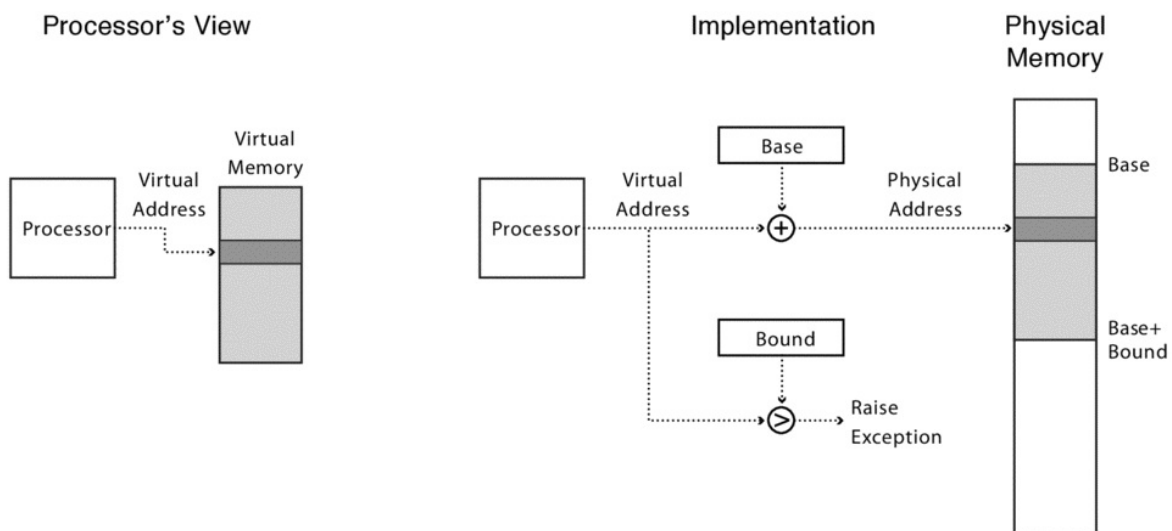 Processor's View
Virtual
Memory
Virtual
Address
Processor
Implementation
Physical
Memory
Base
Base
Virtual
Address
Physical
Address
Processor
+
Bound
Base+
Bound
>
Raise
Exception